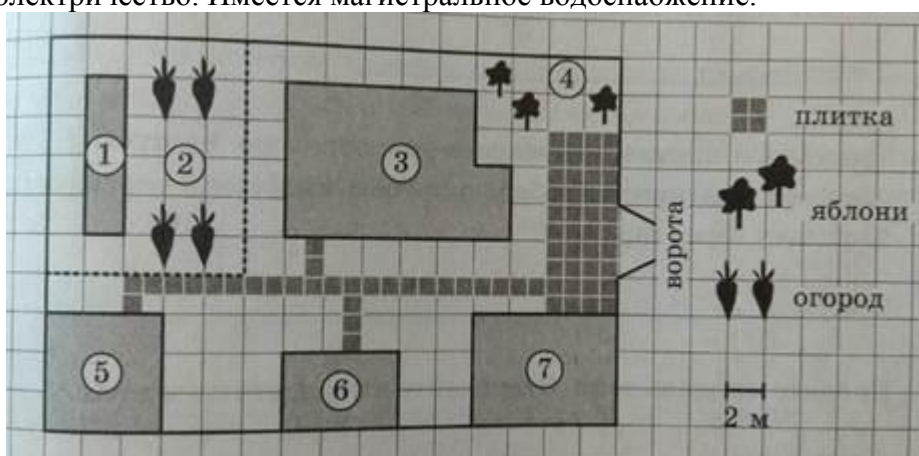 электричество. Имеется магистральное водоснабжение.
4
плитка
1
2
3
яблони
ворота
огород
5
6
7
2 м